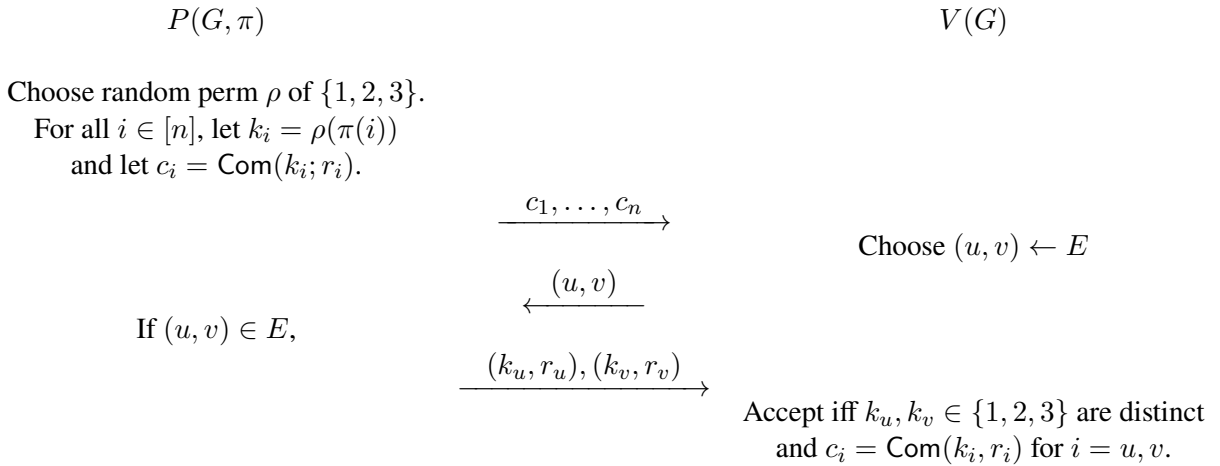 P(G, π) V(G)
Choose random perm ρ of {1, 2, 3}.
For all i ∈ [n], let k_i = ρ(π(i))
and let c_i = Com(k_i; r_i).
c_1, . . . , c_n
Choose (u, v) ← E
(u, v)
If (u, v) ∈ E,
(k_u, r_u), (k_v, r_v)
Accept iff k_u, k_v ∈ {1, 2, 3} are distinct
and c_i = Com(k_i, r_i) for i = u, v.